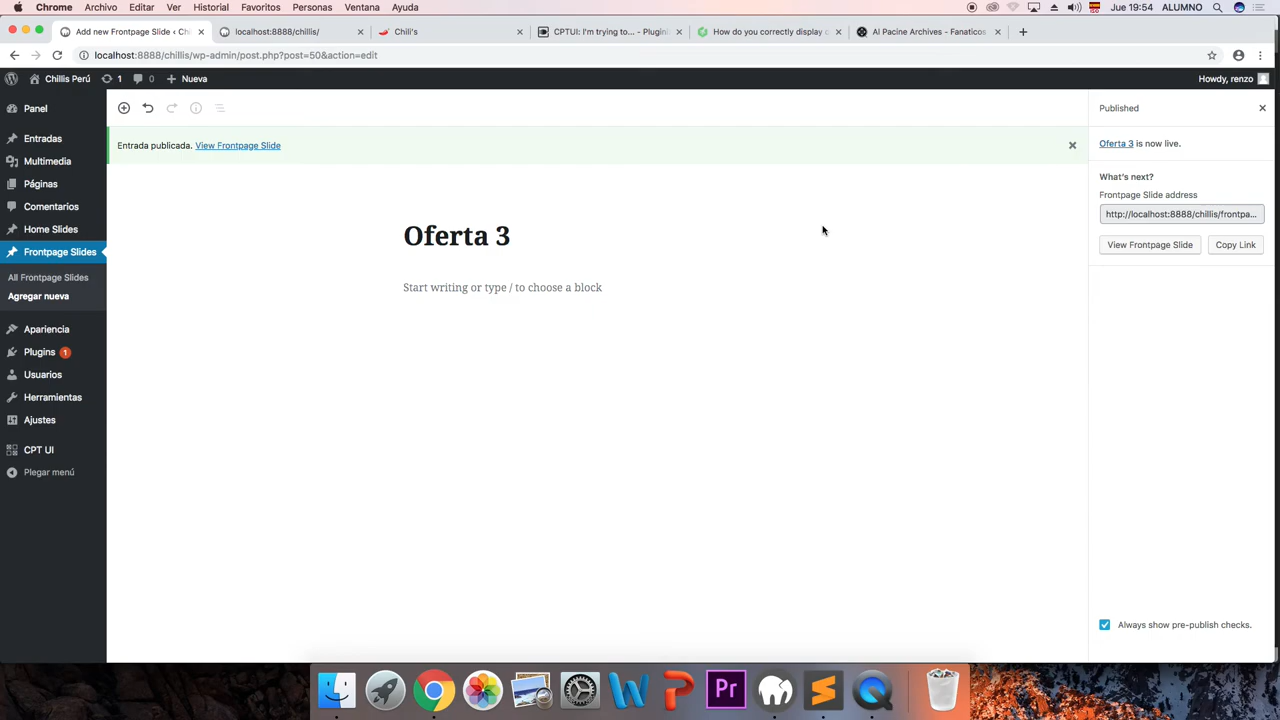 Chrome Archivo Editar Ver Historial Favoritos Personas Ventana Ayuda Jue 19:54 ALUMNO
Add new Frontpage Slide < Ch localhost:8888/chillis/ Chili's CPTUI: I'm trying to... - Plugin How do you correctly display Al Pacine Archives - Fanaticos
localhost:8888/chillis/wp-admin/post.php?post=50&action=edit
Chillis Perú 1 0 Nueva Howdy, renzo
Panel
Entradas
Multimedia
Páginas
Comentarios
Home Slides
Frontpage Slides
All Frontpage Slides
Agregar nueva
Apariencia
Plugins 1
Usuarios
Herramientas
Ajustes
CPT UI
Plegar menú
Entrada publicada. View Frontpage Slide
Oferta 3
Start writing or type / to choose a block
Published
Oferta 3 is now live.
What's next?
Frontpage Slide address
http://localhost:8888/chillis/frontpa...
View Frontpage Slide Copy Link
Always show pre-publish checks.
W P Pr S